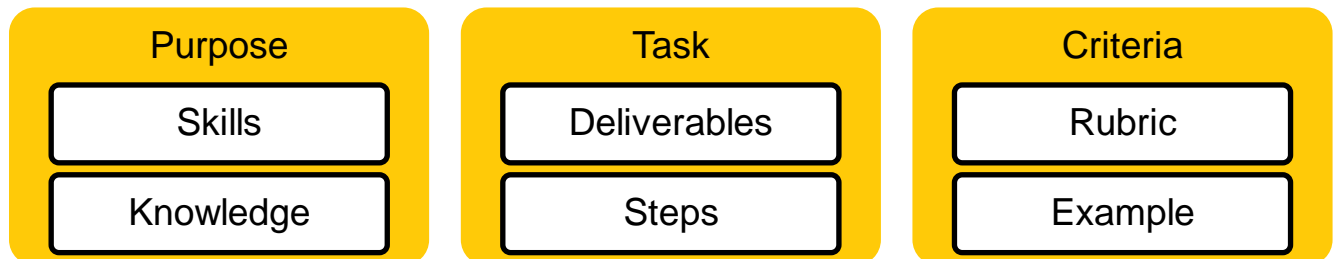 Purpose
Skills
Knowledge
Task
Deliverables
Steps
Criteria
Rubric
Example